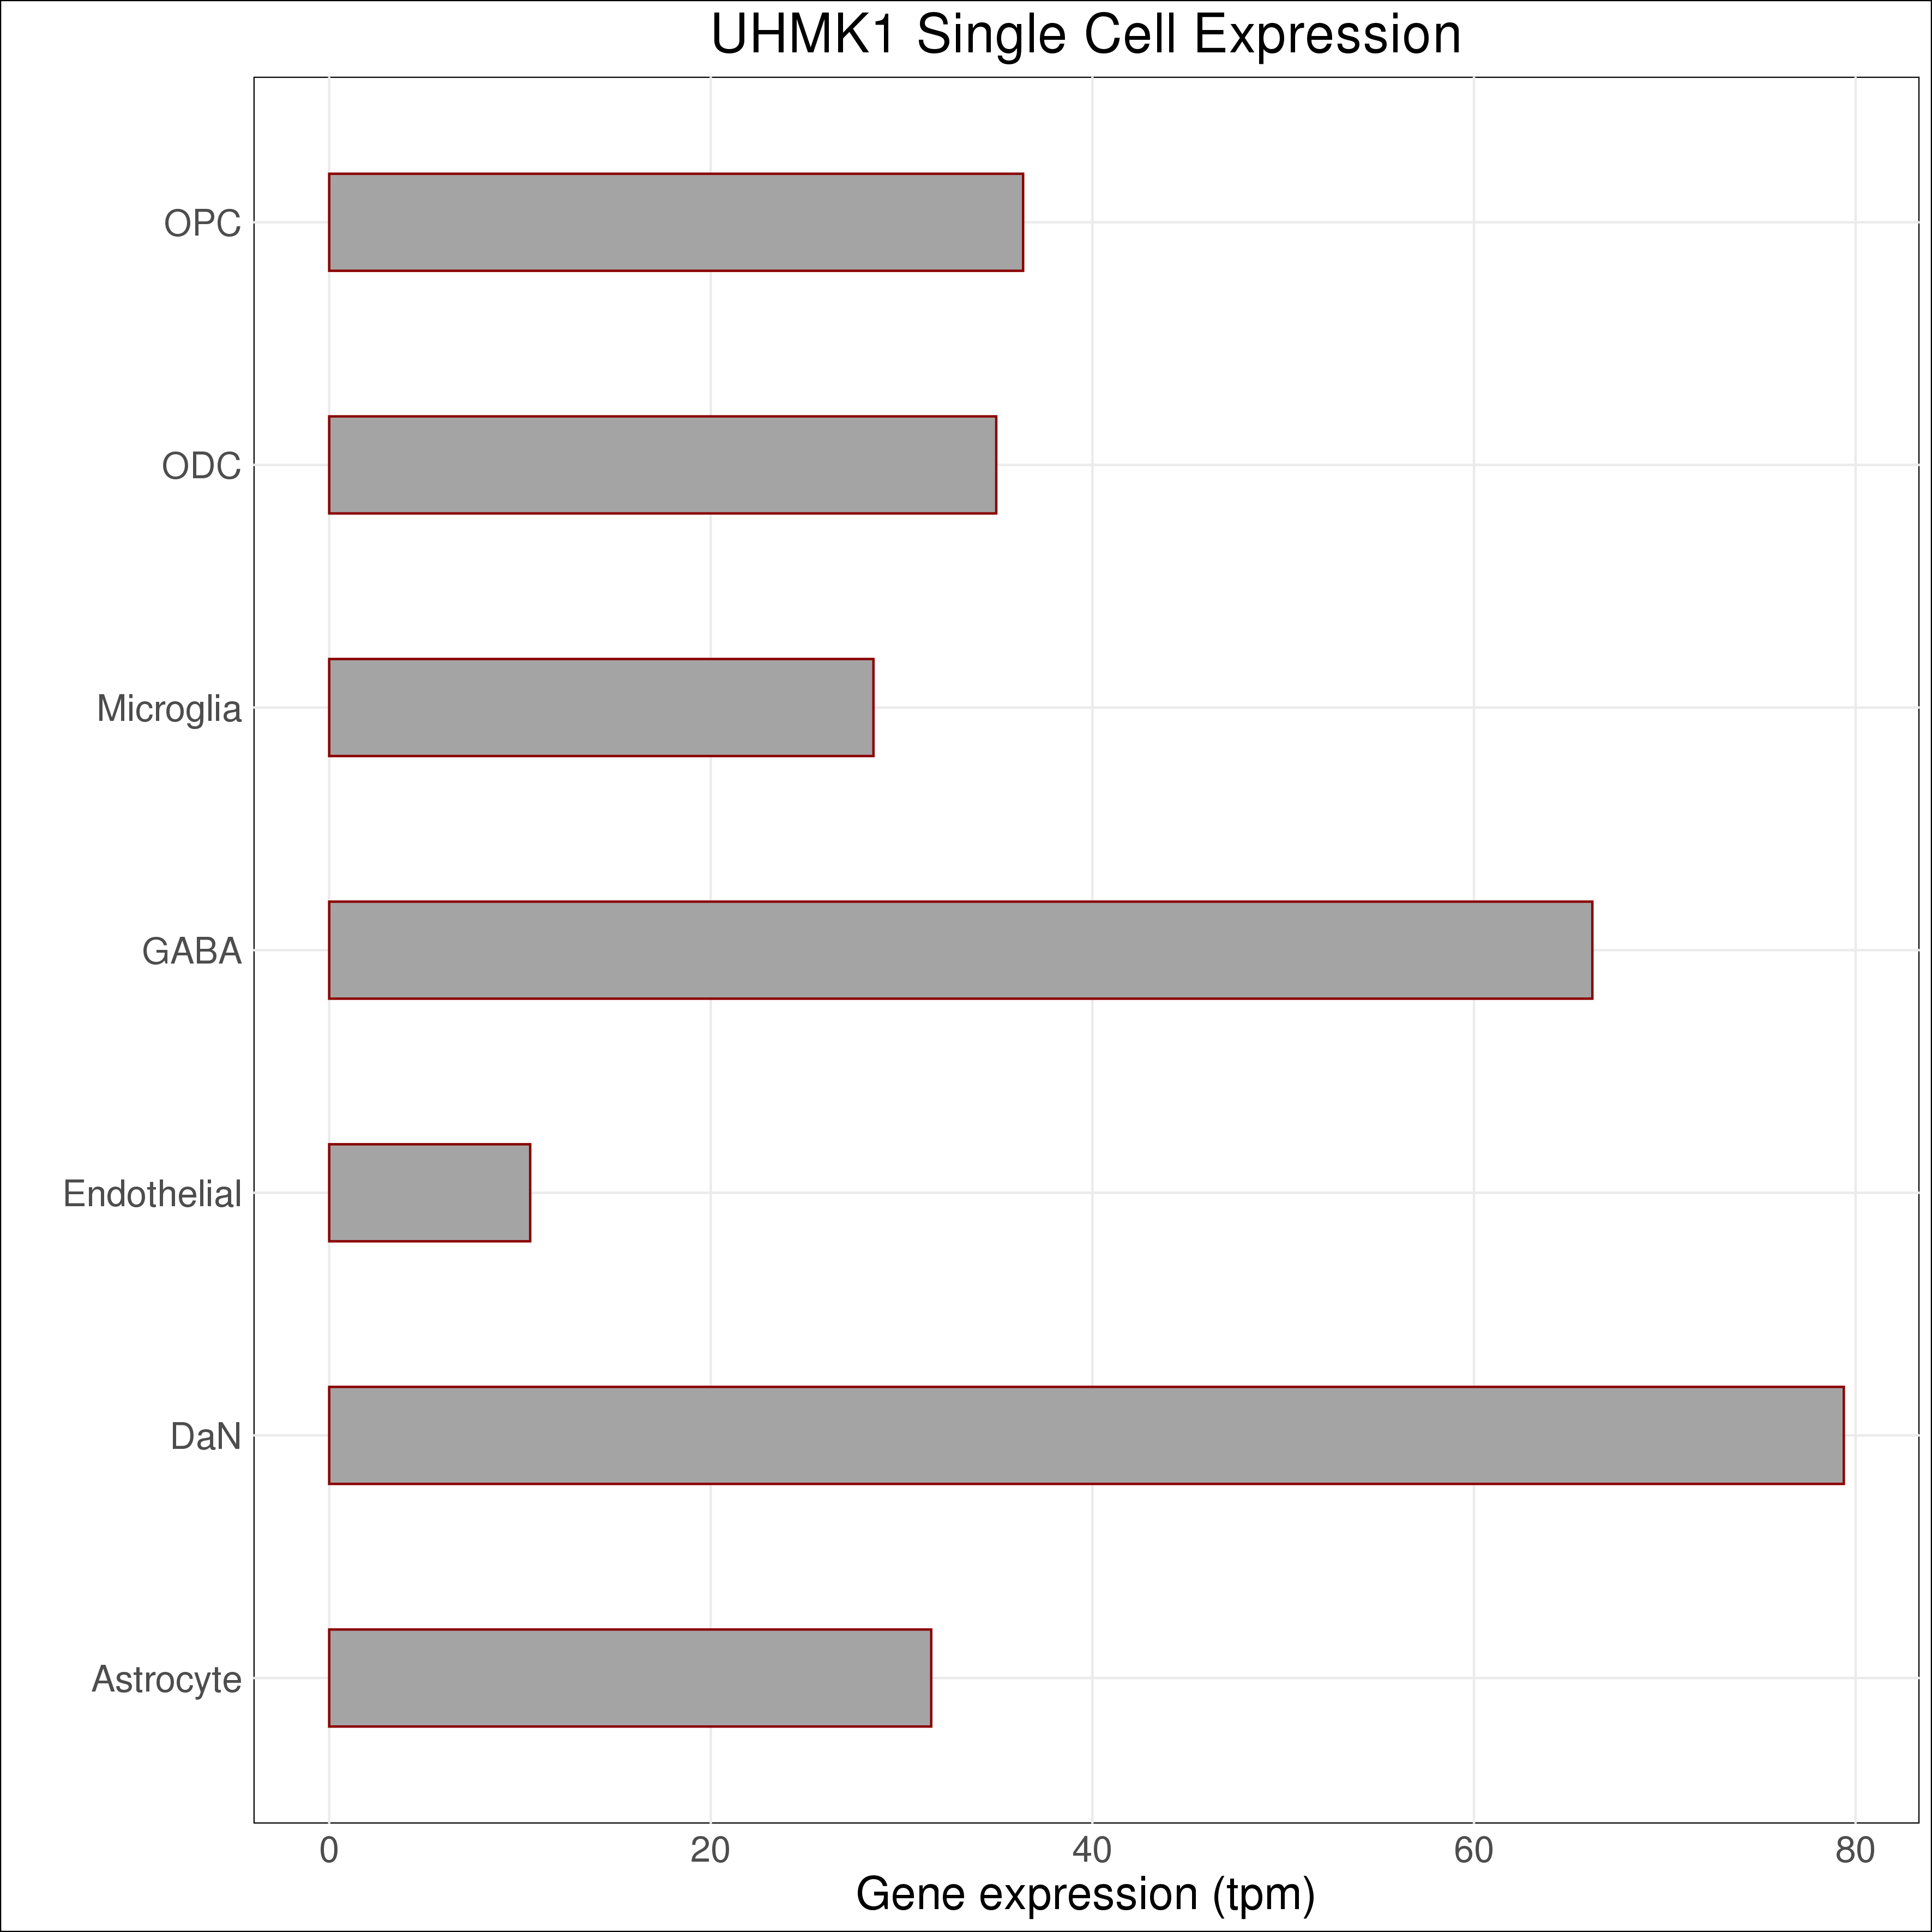 UHMK1 Single Cell Expression
OPC
ODC
Microglia
GABA
Endothelial
DaN
Astrocyte
0 20 40 60 80
Gene expression (tpm)